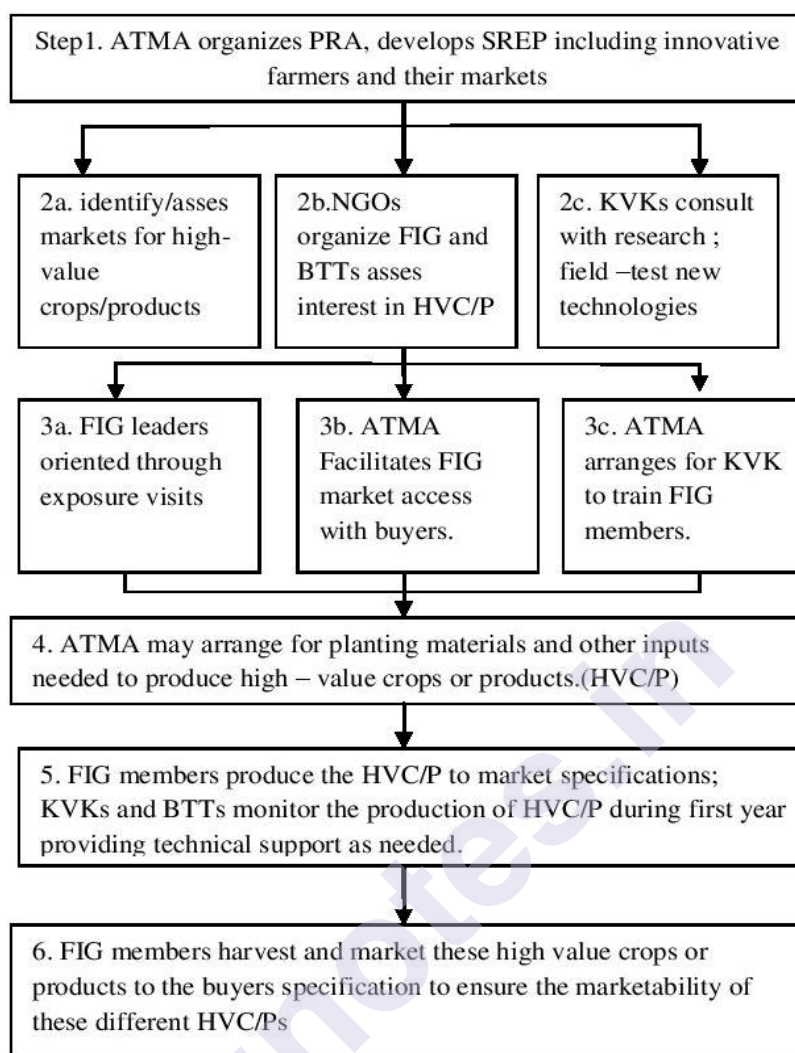 Step1. ATMA organizes PRA, develops SREP including innovative
farmers and their markets
2a. identify/asses
markets for high-
value
crops/products
2b.NGOs
organize FIG and
BTTs asses
interest in HVC/P
2c. KVKs consult
with research ;
field –test new
technologies
3a. FIG leaders
oriented through
exposure visits
3b. ATMA
Facilitates FIG
market access
with buyers.
3c. ATMA
arranges for KVK
to train FIG
members.
4. ATMA may arrange for planting materials and other inputs
needed to produce high – value crops or products.(HVC/P)
5. FIG members produce the HVC/P to market specifications;
KVKs and BTTs monitor the production of HVC/P during first year
providing technical support as needed.
6. FIG members harvest and market these high value crops or
products to the buyers specification to ensure the marketability of
these different HVC/Ps
notes.in